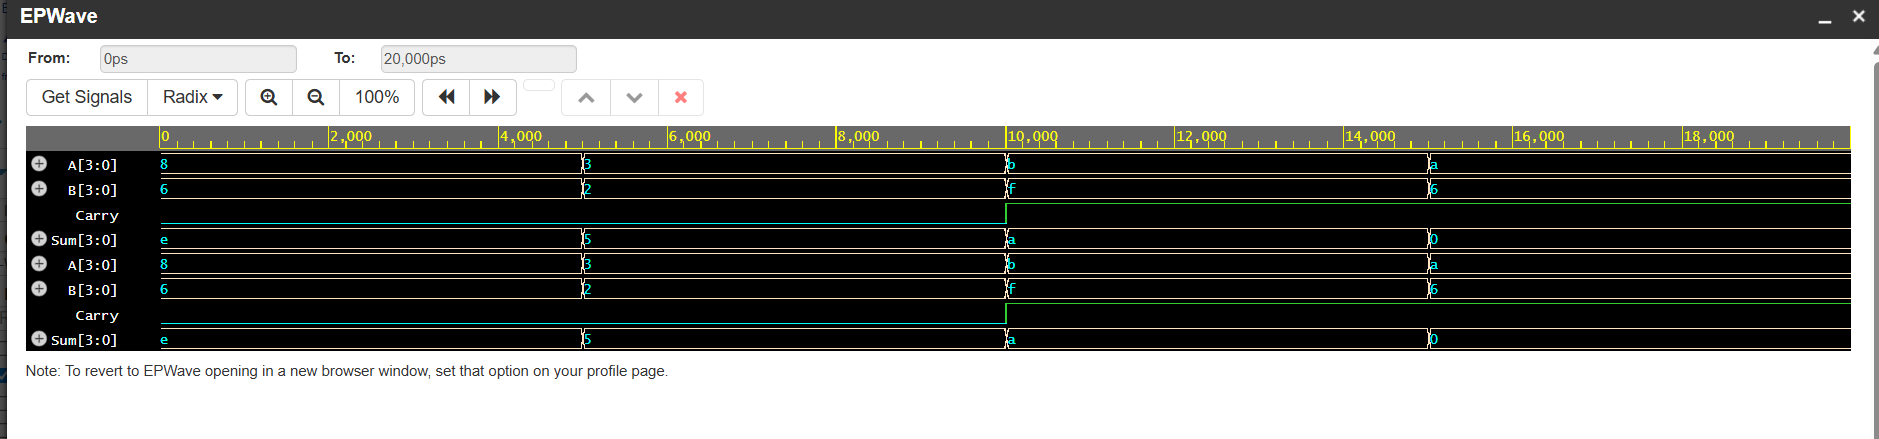 EPWave
From: 0ps To: 20,000ps
Get Signals Radix 100%
0 2,000 4,000 6,000 8,000 10,000 12,000 14,000 16,000 18,000
A[3:0] 8 3 b a
B[3:0] 6 2 f 6
Carry
Sum[3:0] e 5 a 0
A[3:0] 8 3 b a
B[3:0] 6 2 f 6
Carry
Sum[3:0] e 5 a 0
Note: To revert to EPWave opening in a new browser window, set that option on your profile page.